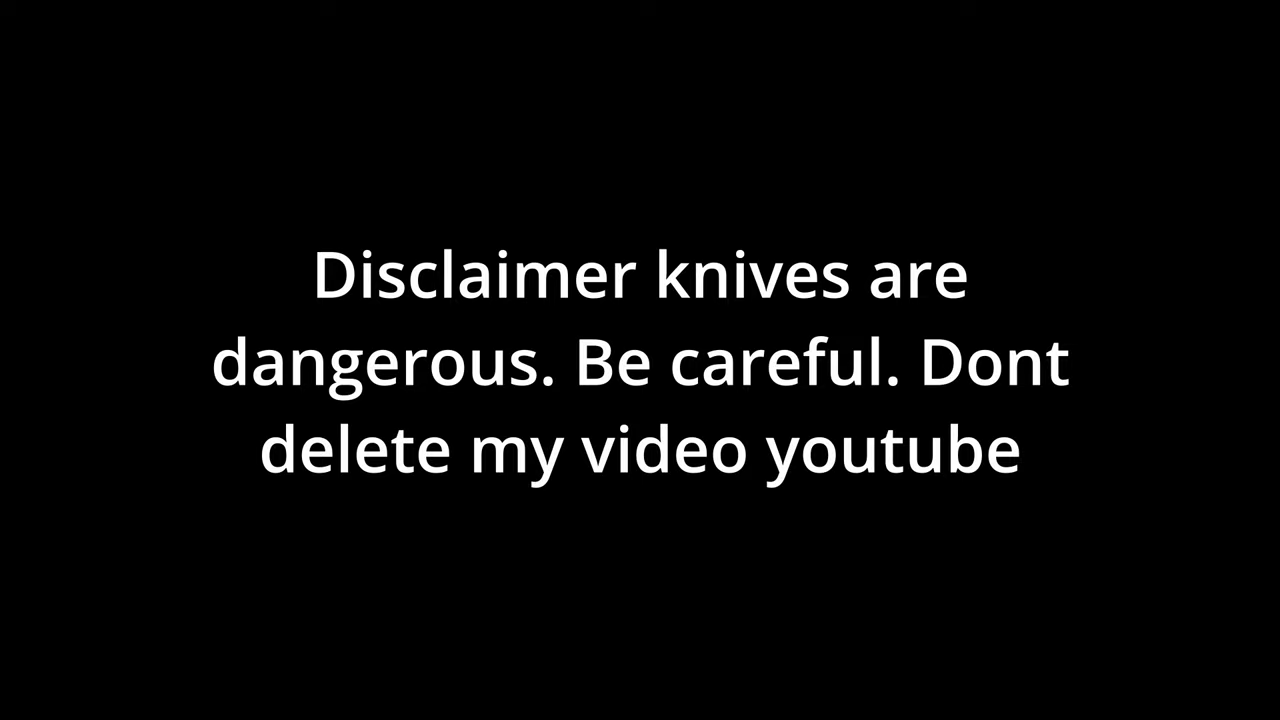 Disclaimer knives are
dangerous. Be careful. Dont
delete my video youtube